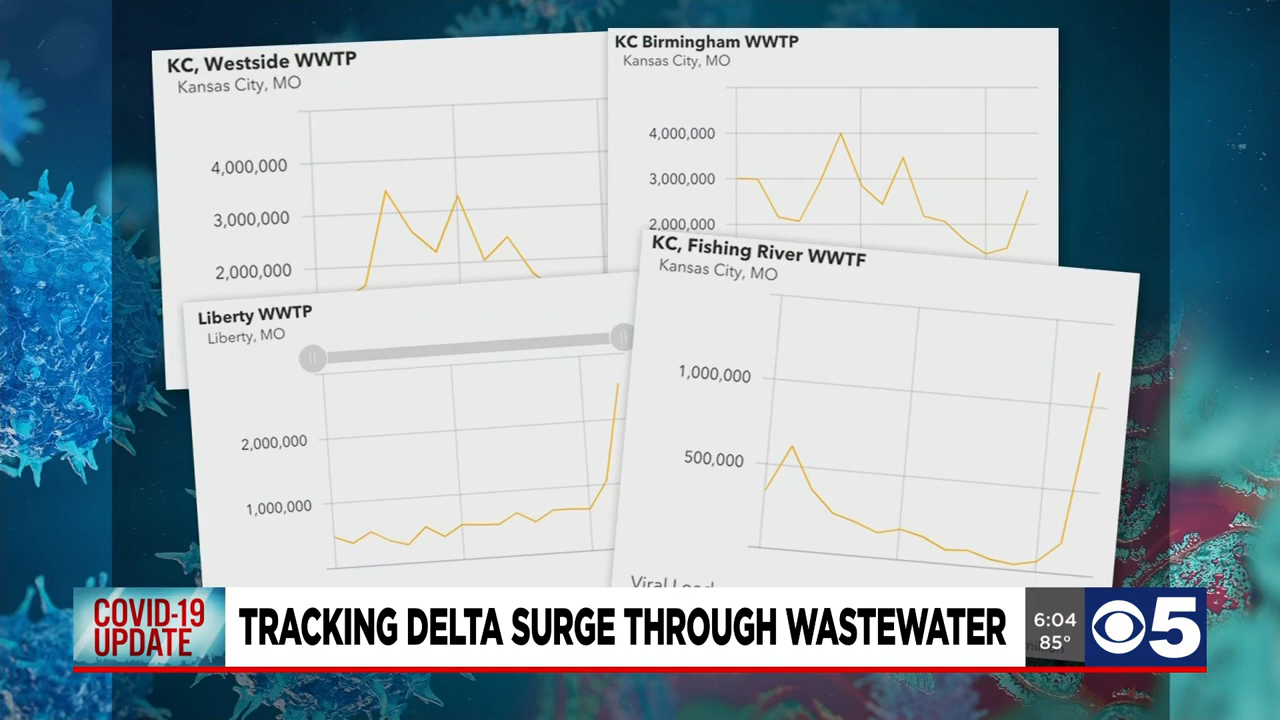 KC, Westside WWTP
Kansas City, MO
4,000,000
3,000,000
2,000,000
KC Birmingham WWTP
Kansas City, MO
4,000,000
3,000,000
2,000,000
Liberty WWTP
Liberty, MO
2,000,000
1,000,000
KC, Fishing River WWTF
Kansas City, MO
1,000,000
500,000
Viral Load
COVID-19
UPDATE
TRACKING DELTA SURGE THROUGH WASTEWATER
6:04
85°
5